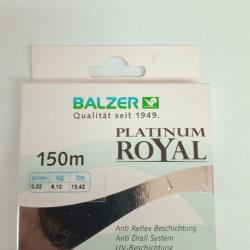 BALZER
Qualität seit 1949.
PLATINUM
ROYAL
150m
Ø mm kg lbs
0,22 6,10 13,42
Anti Reflex Beschichtung
Anti Drall System
UV-Beschichtung